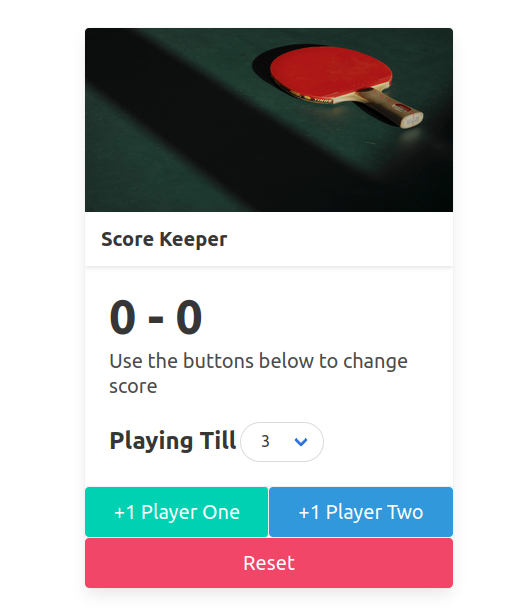 Score Keeper
0 - 0
Use the buttons below to change
score
Playing Till 3
+1 Player One +1 Player Two
Reset